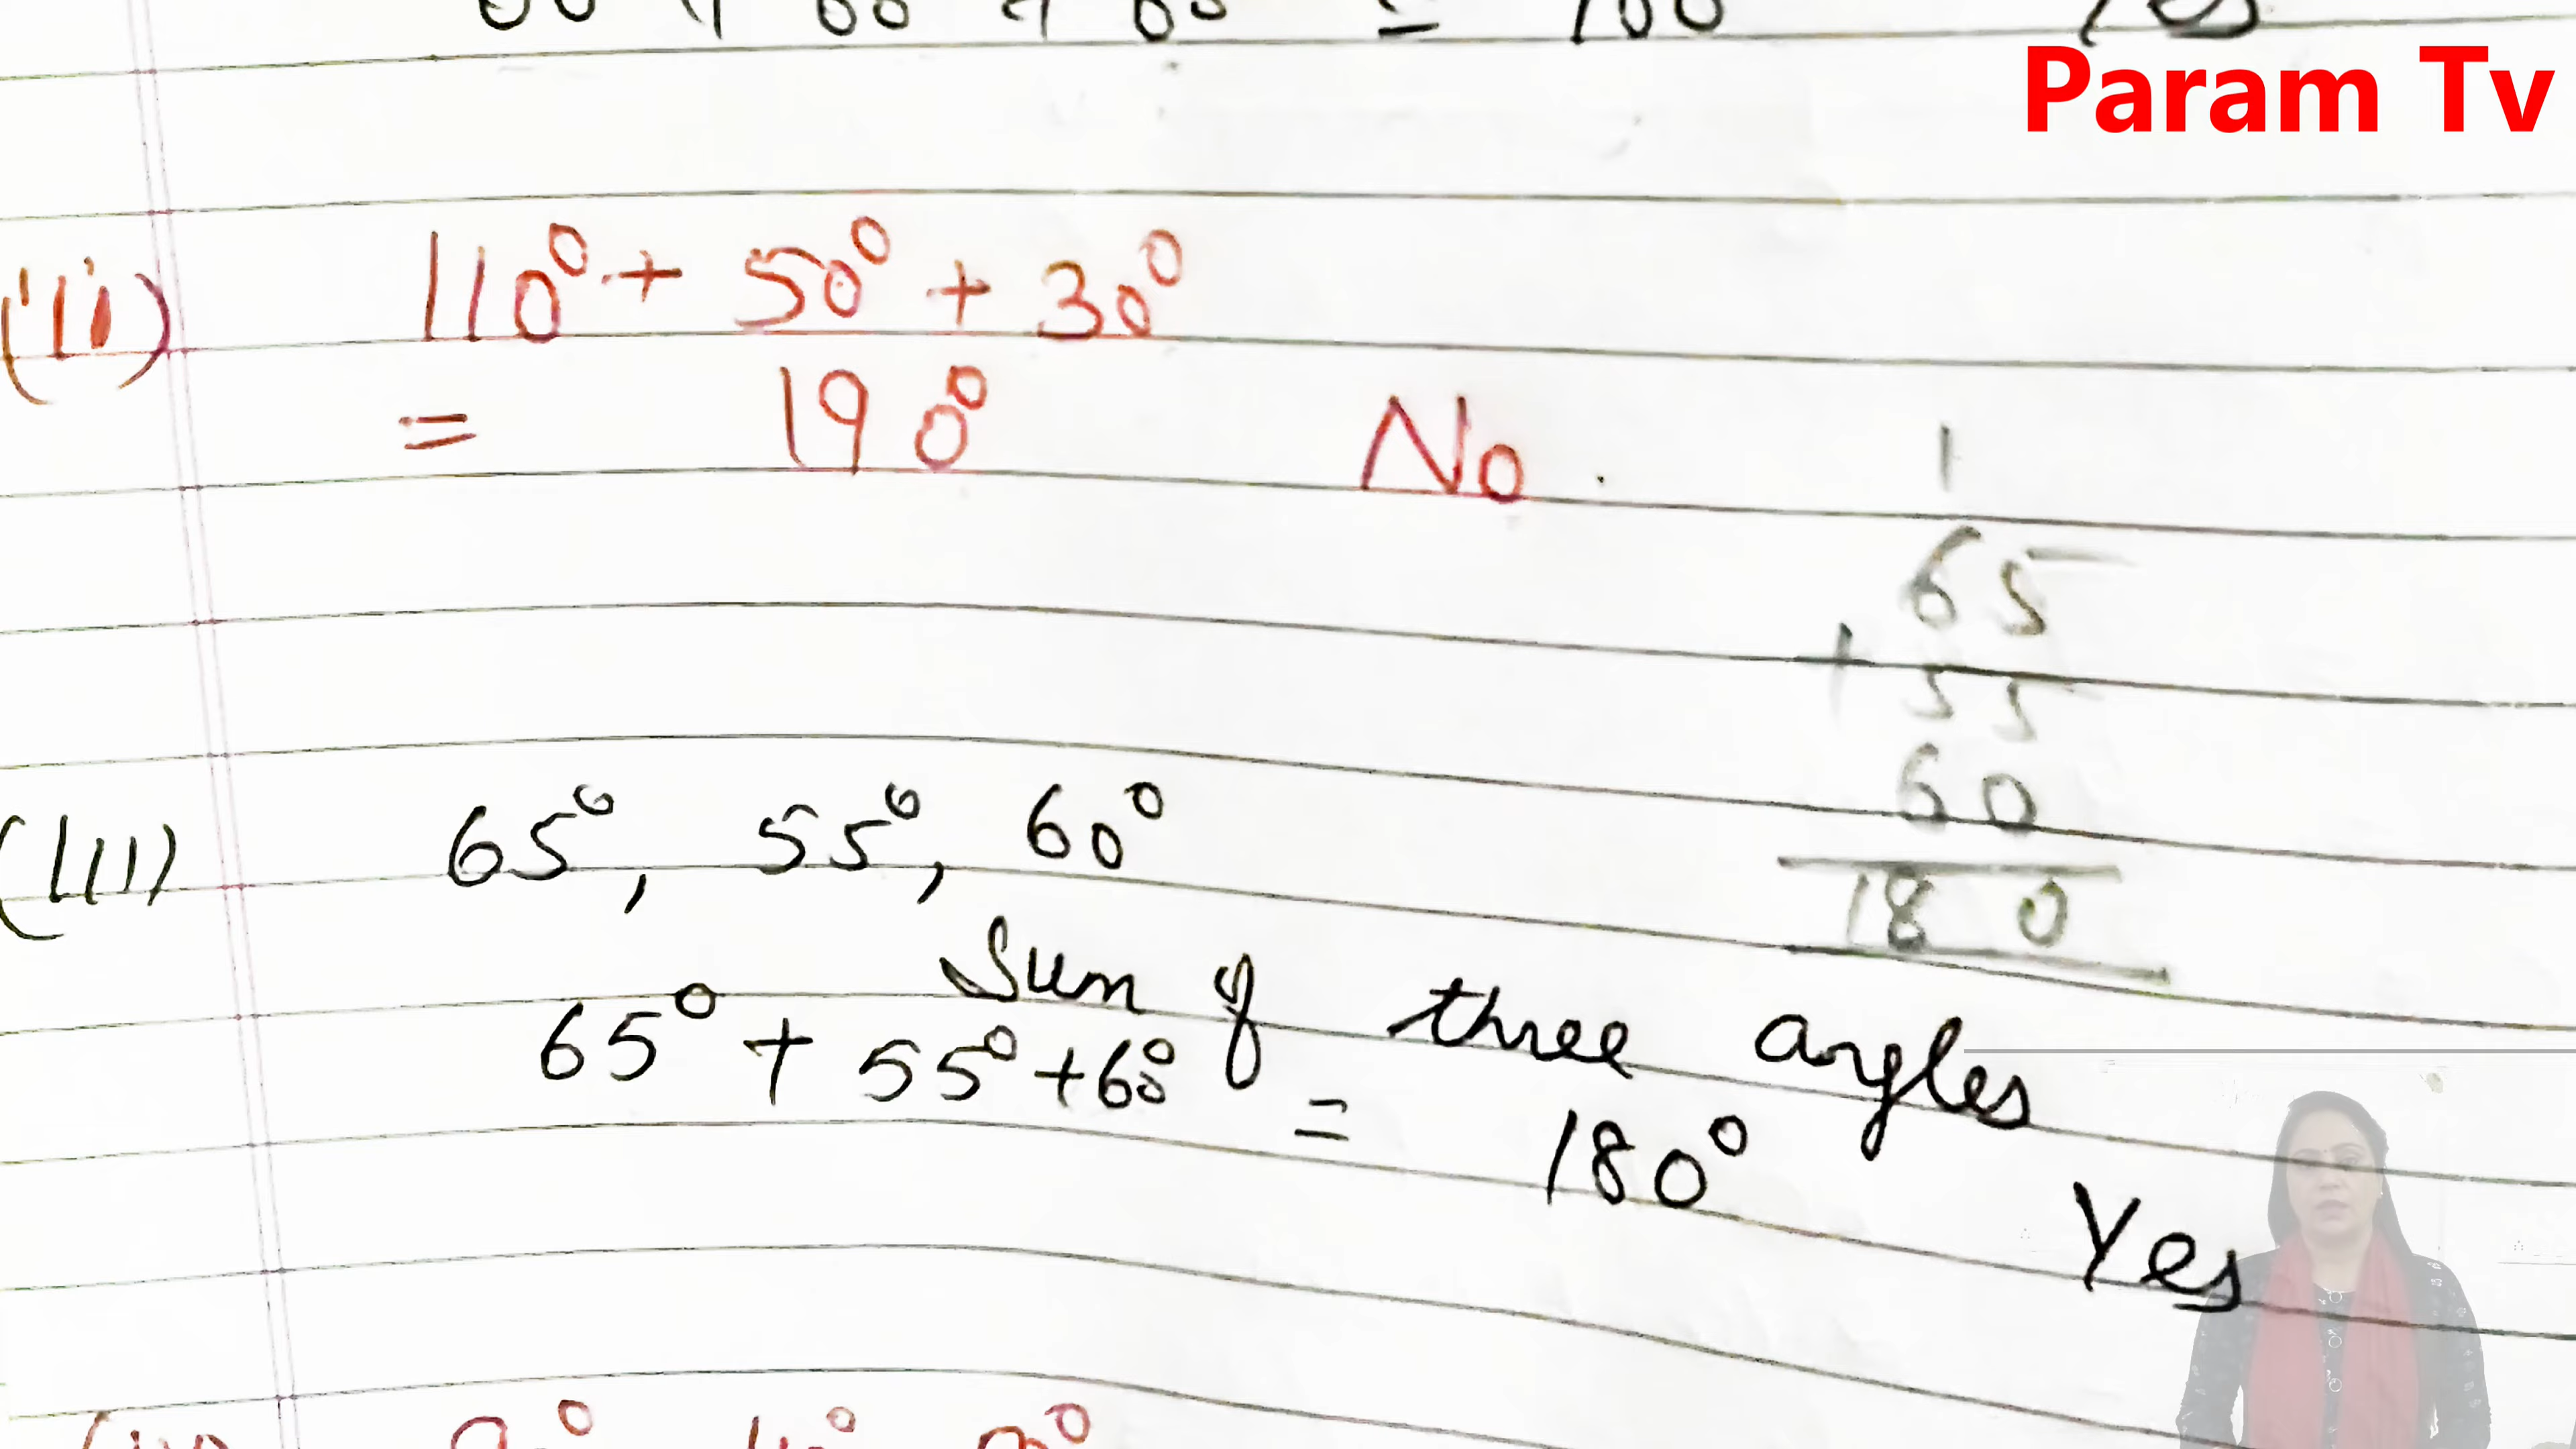 Param Tv
(ii) 110° + 50° + 30°
= 190° No.
1
65
+ 55
60
180
(iii) 65°, 55°, 60°
Sum of three angles
65° + 55° + 60° = 180°
Yes